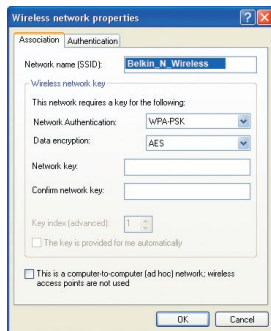 Wireless network properties
Association Authentication
Network name (SSID): Belkin_N_Wireless
Wireless network key
This network requires a key for the following:
Network Authentication: WPA-PSK
Data encryption: AES
Network key:
Confirm network key:
Key index (advanced): 1
The key is provided for me automatically
This is a computer-to-computer (ad hoc) network; wireless
access points are not used
OK Cancel